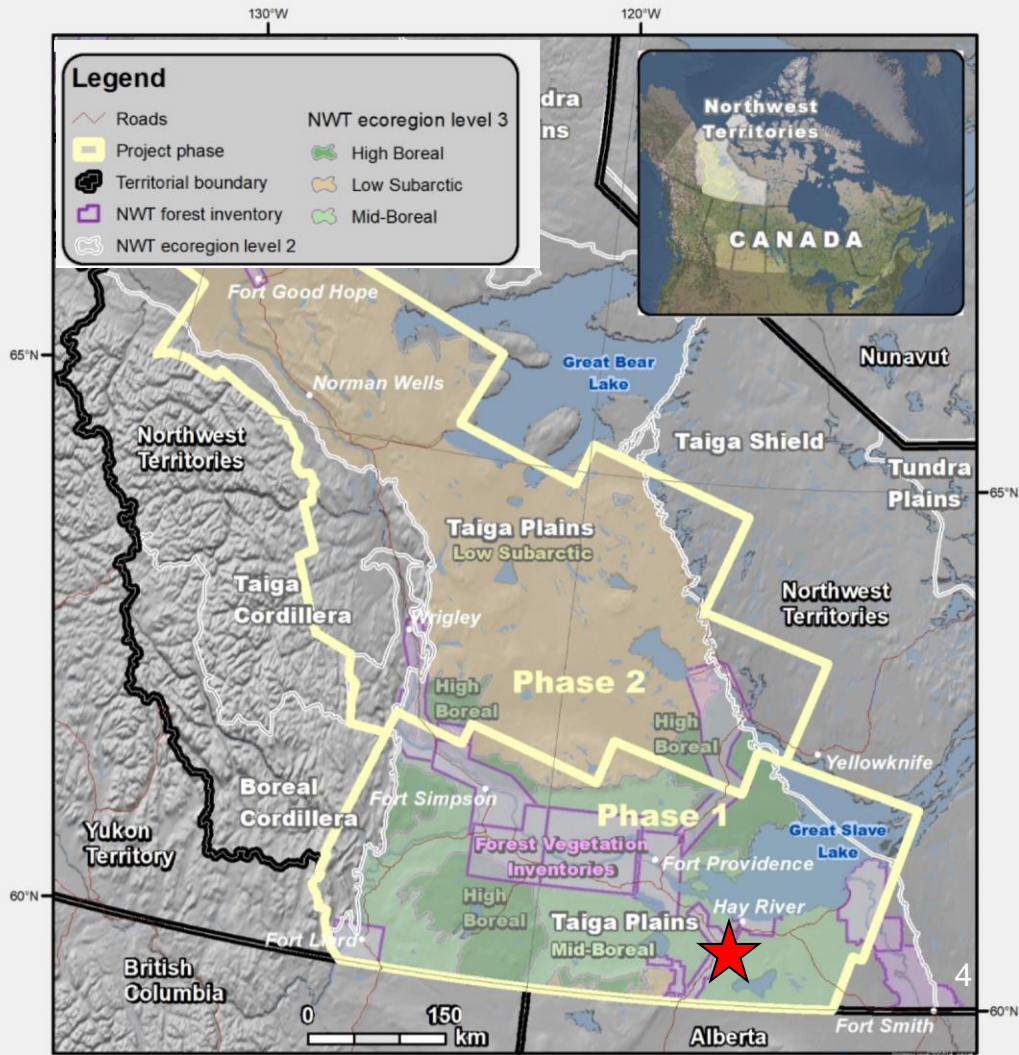 130°W
120°W
Legend
Roads
Project phase
Territorial boundary
NWT forest inventory
NWT ecoregion level 2
NWT ecoregion level 3
High Boreal
Low Subarctic
Mid-Boreal
dra
ns
Northwest
Territories
CANADA
Fort Good Hope
65°N
Great Bear
Lake
Nunavut
Norman Wells
Northwest
Territories
Taiga Shield
Tundra
Plains
65°N
Taiga Plains
Low Subarctic
Taiga
Cordillera
Northwest
Territories
Wrigley
Phase 2
High
Boreal
High
Boreal
Yellowknife
Boreal
Cordillera
Fort Simpson
Phase 1
Great Slave
Lake
Yukon
Territory
Forest Vegetation
Inventories
Fort Providence
60°N
High
Boreal
Hay River
Taiga Plains
Mid-Boreal
Fort Liard
British
Columbia
4
0
150
km
Alberta
Fort Smith
60°N